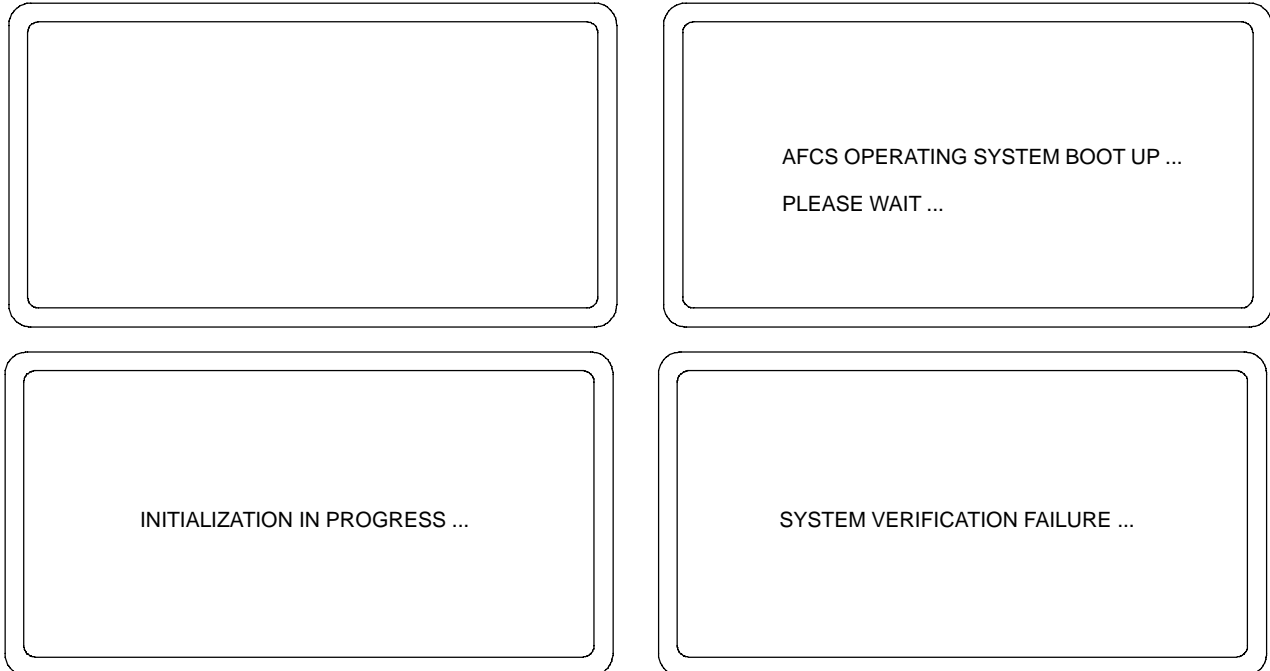 AFCS OPERATING SYSTEM BOOT UP ...
PLEASE WAIT ...
INITIALIZATION IN PROGRESS ...
SYSTEM VERIFICATION FAILURE ...